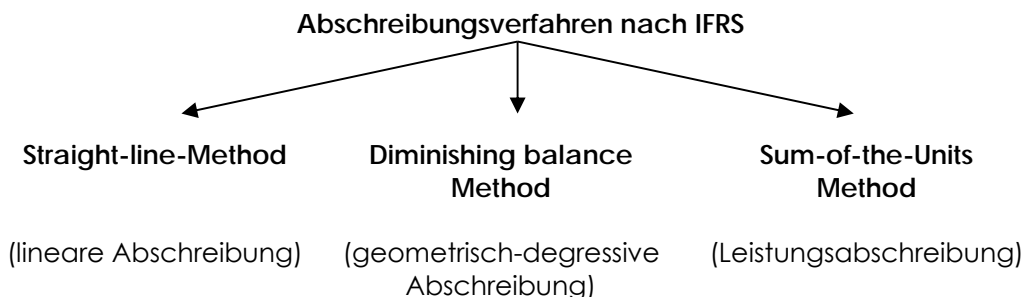 Abschreibungsverfahren nach IFRS
Straight-line-Method
Diminishing balance
Method
Sum-of-the-Units
Method
(lineare Abschreibung)
(geometrisch-degressive
Abschreibung)
(Leistungsabschreibung)